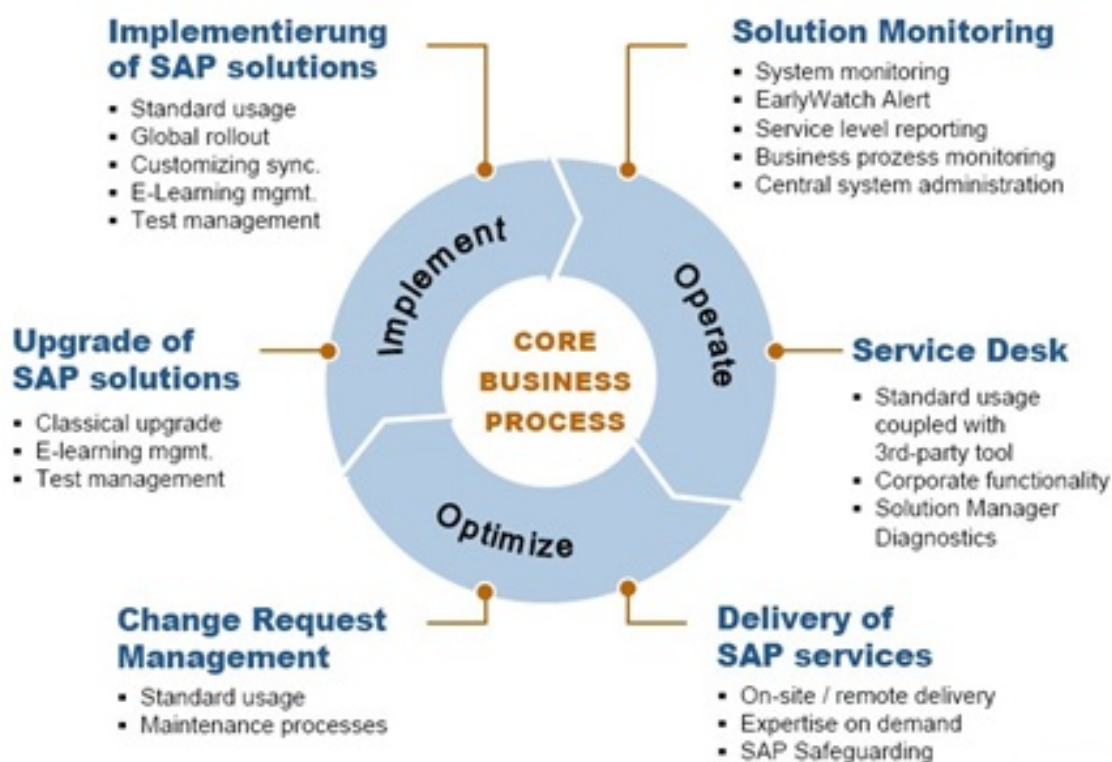 Implementierung
of SAP solutions
▪ Standard usage
▪ Global rollout
▪ Customizing sync.
▪ E-Learning mgmt.
▪ Test management
Solution Monitoring
▪ System monitoring
▪ EarlyWatch Alert
▪ Service level reporting
▪ Business prozess monitoring
▪ Central system administration
Implement
Operate
Optimize
CORE
BUSINESS
PROCESS
Upgrade of
SAP solutions
▪ Classical upgrade
▪ E-learning mgmt.
▪ Test management
Service Desk
▪ Standard usage
coupled with
3rd-party tool
▪ Corporate functionality
▪ Solution Manager
Diagnostics
Change Request
Management
▪ Standard usage
▪ Maintenance processes
Delivery of
SAP services
▪ On-site / remote delivery
▪ Expertise on demand
▪ SAP Safeguarding